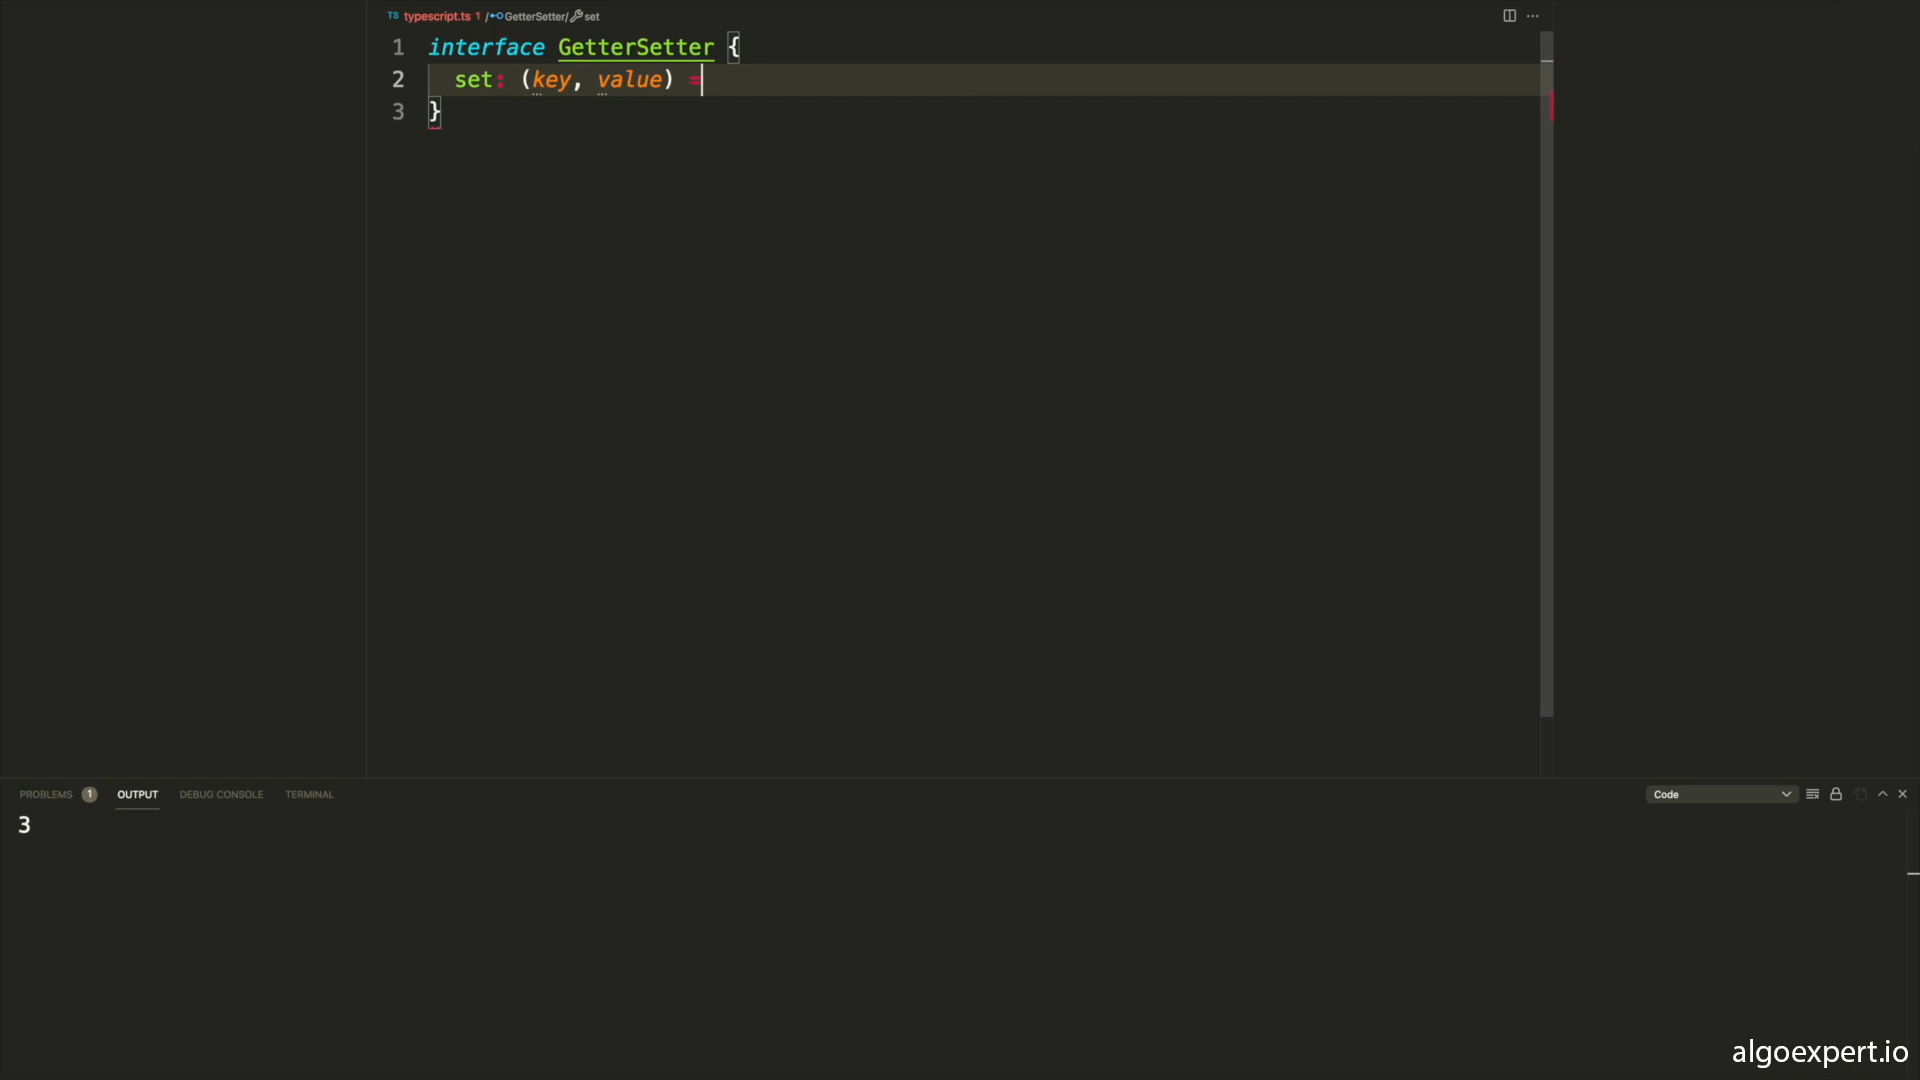 TS typescript.ts 1 / GetterSetter/ set
1 interface GetterSetter {
2 set: (key, value) =
3 }
PROBLEMS 1 OUTPUT DEBUG CONSOLE TERMINAL Code
3
algoexpert.io